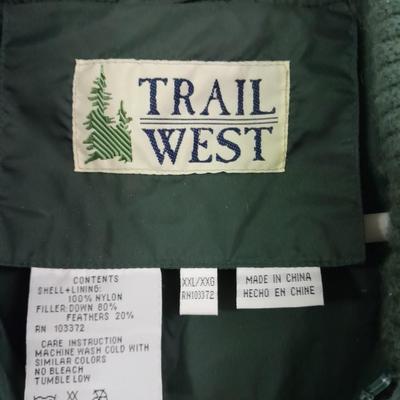 TRAIL
WEST
CONTENTS
SHELL+LINING:
100% NYLON
FILLER:DOWN 80%
FEATHERS 20%
RN 103372
CARE INSTRUCTION
MACHINE WASH COLD WITH
SIMILAR COLORS
NO BLEACH
TUMBLE LOW
XXL/XXG
RN103372
MADE IN CHINA
HECHO EN CHINE